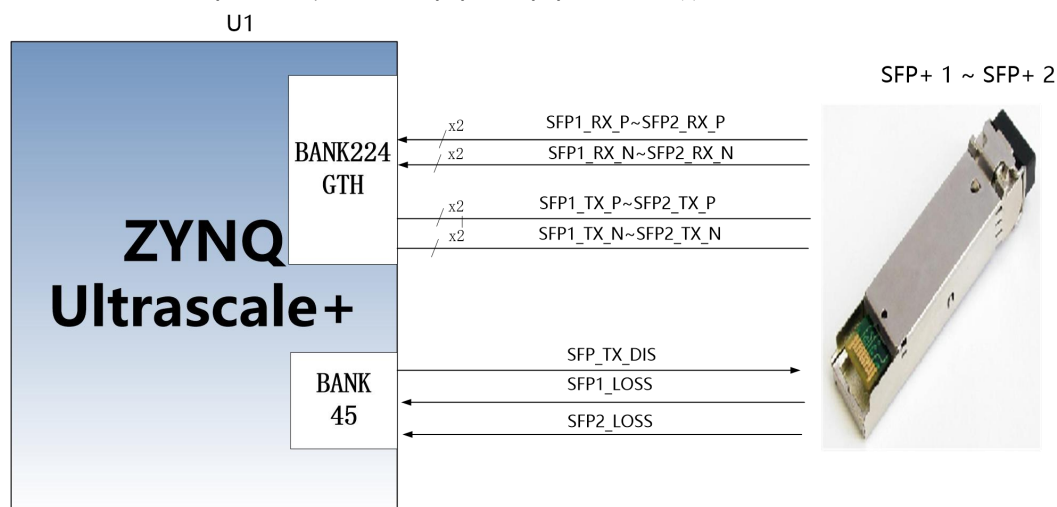 U1
SFP+ 1 ~ SFP+ 2
x2
SFP1_RX_P~SFP2_RX_P
x2
SFP1_RX_N~SFP2_RX_N
BANK224
GTH
x2
SFP1_TX_P~SFP2_TX_P
x2
SFP1_TX_N~SFP2_TX_N
ZYNQ
Ultrascale+
SFP_TX_DIS
BANK
45
SFP1_LOSS
SFP2_LOSS